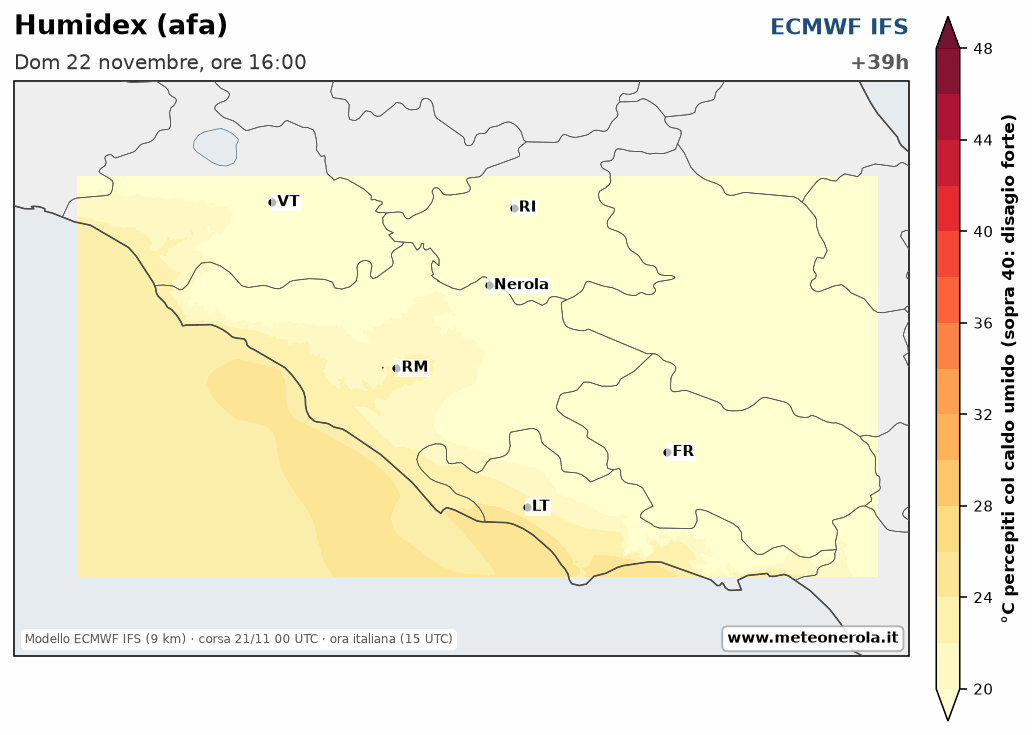 Humidex (afa)
ECMWF IFS
Dom 22 novembre, ore 16:00
+39h
VT
RI
Nerola
RM
FR
LT
Modello ECMWF IFS (9 km) · corsa 21/11 00 UTC · ora italiana (15 UTC)
www.meteonerola.it
48
44
40
36
32
28
24
20
°C percepiti col caldo umido (sopra 40: disagio forte)